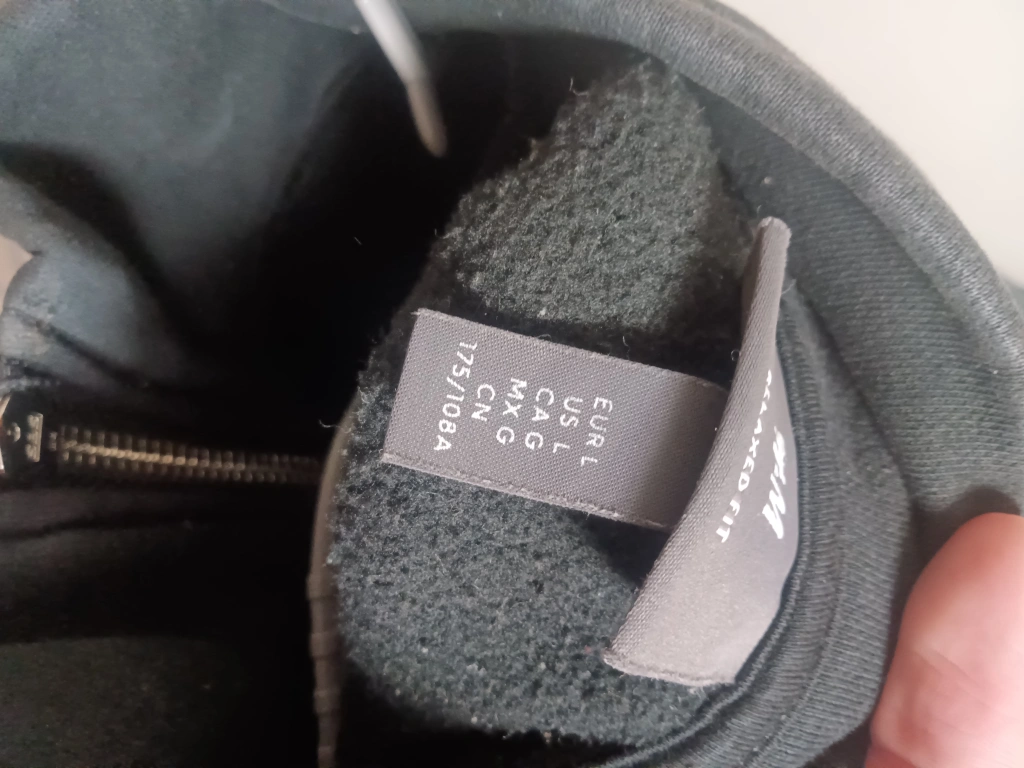 H&M
RELAXED FIT
EUR L
US L
CA G
MX G
CN
175/108A